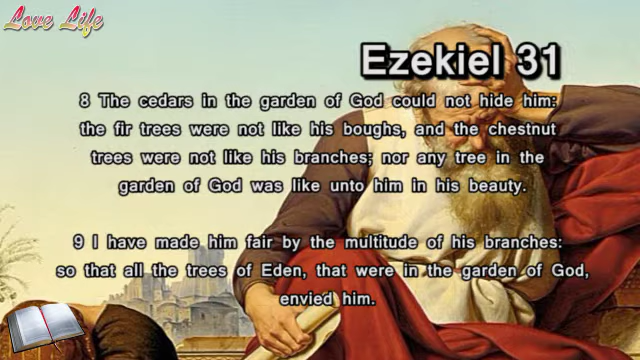 Love Life
Ezekiel 31
8 The cedars in the garden of God could not hide him:
the fir trees were not like his boughs, and the chestnut
trees were not like his branches; nor any tree in the
garden of God was like unto him in his beauty.
9 I have made him fair by the multitude of his branches:
so that all the trees of Eden, that were in the garden of God,
envied him.